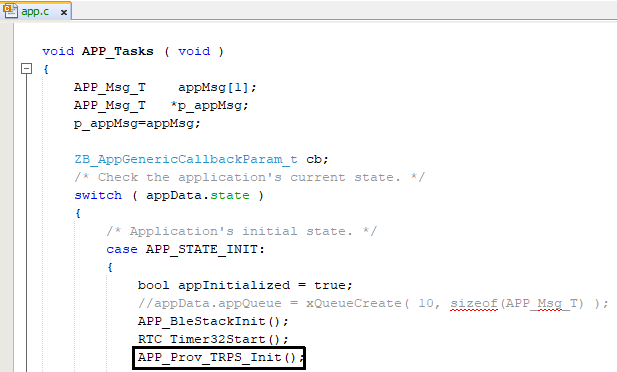 app.c
void APP_Tasks ( void )
{
APP_Msg_T    appMsg[1];
APP_Msg_T   *p_appMsg;
p_appMsg=appMsg;
ZB_AppGenericCallbackParam_t cb;
/* Check the application's current state. */
switch ( appData.state )
{
/* Application's initial state. */
case APP_STATE_INIT:
{
bool appInitialized = true;
//appData.appQueue = xQueueCreate( 10, sizeof(APP_Msg_T) );
APP_BleStackInit();
RTC_Timer32Start();
APP_Prov_TRPS_Init();